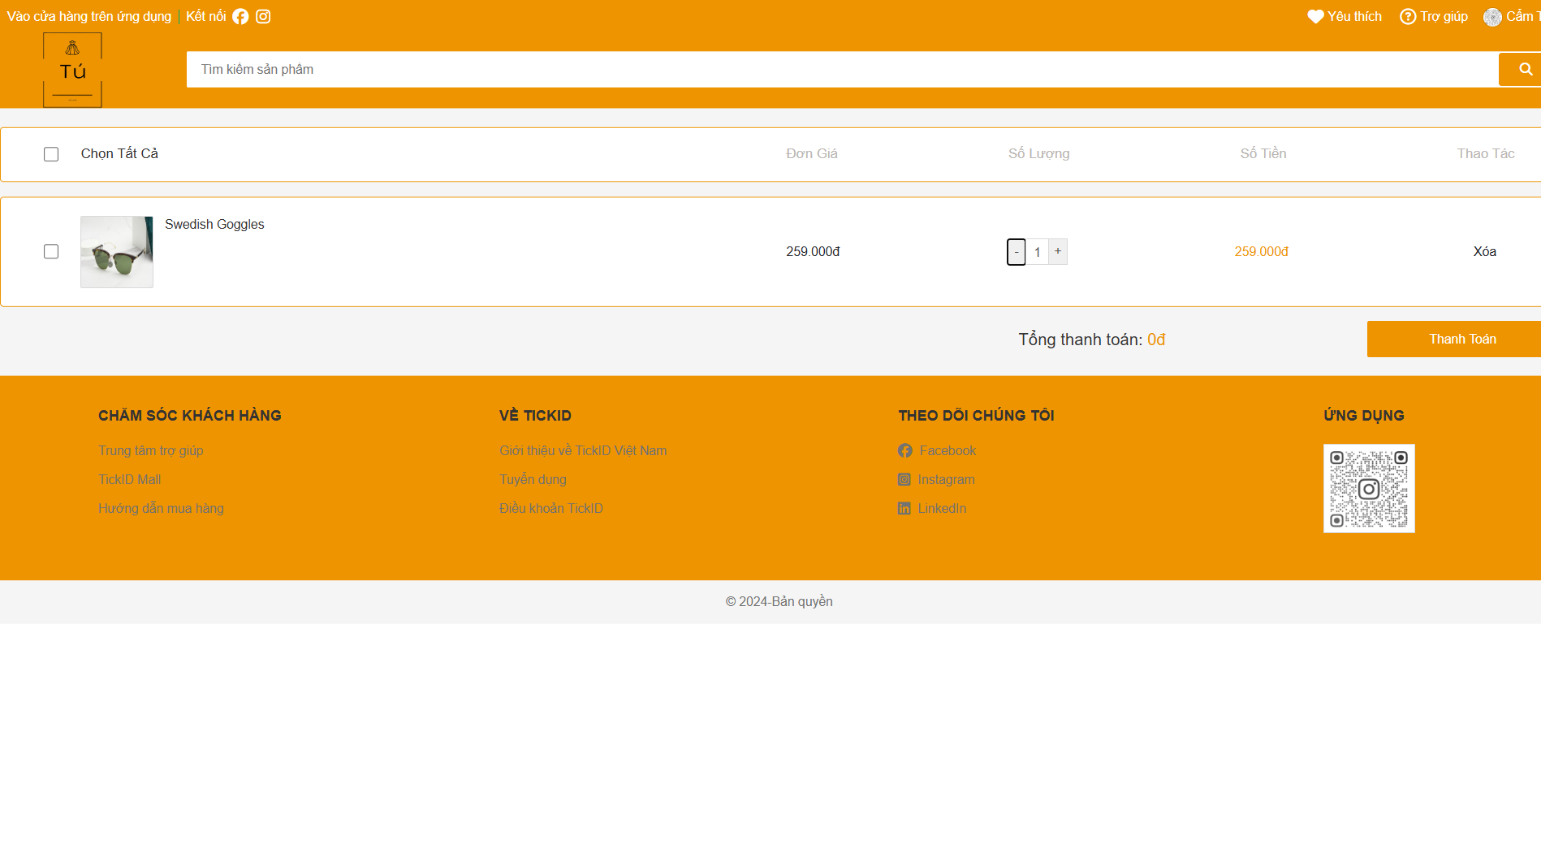 Vào cửa hàng trên ứng dụng | Kết nối
Yêu thích
Trợ giúp
Cẩm T
Tú
Tìm kiếm sản phẩm
Chọn Tất Cả
Đơn Giá
Số Lượng
Số Tiền
Thao Tác
Swedish Goggles
259.000đ
- 1 +
259.000đ
Xóa
Tổng thanh toán: 0đ
Thanh Toán
CHĂM SÓC KHÁCH HÀNG
Trung tâm trợ giúp
TickID Mall
Hướng dẫn mua hàng
VỀ TICKID
Giới thiệu về TickID Việt Nam
Tuyển dụng
Điều khoản TickID
THEO DÕI CHÚNG TÔI
Facebook
Instagram
LinkedIn
ỨNG DỤNG
© 2024-Bản quyền